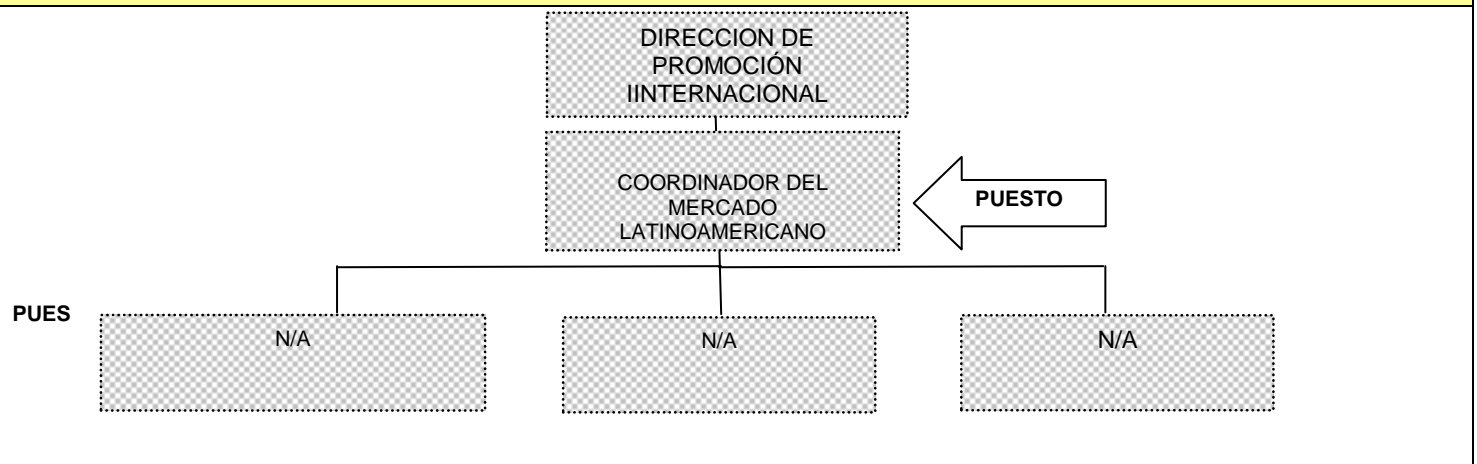 DIRECCION DE
PROMOCIÓN
IINTERNACIONAL
COORDINADOR DEL
MERCADO
LATINOAMERICANO
PUESTO
PUES
N/A
N/A
N/A